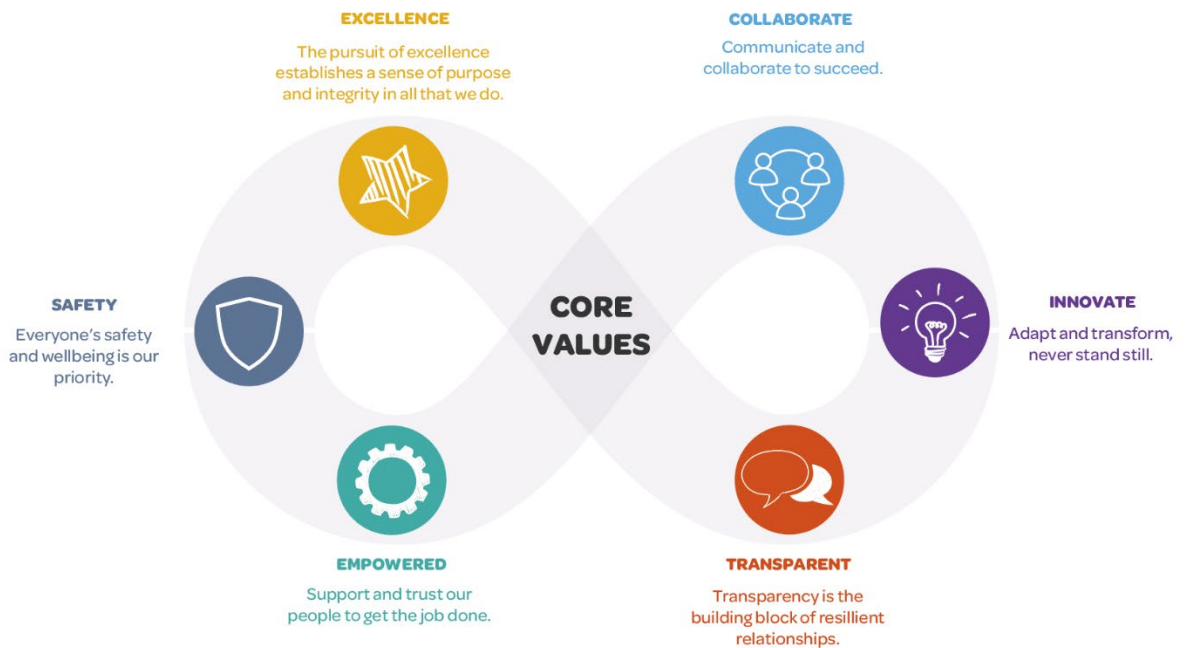 EXCELLENCE
The pursuit of excellence
establishes a sense of purpose
and integrity in all that we do.
COLLABORATE
Communicate and
collaborate to succeed.
SAFETY
Everyone's safety
and wellbeing is our
priority.
CORE
VALUES
INNOVATE
Adapt and transform,
never stand still.
EMPOWERED
Support and trust our
people to get the job done.
TRANSPARENT
Transparency is the
building block of resillient
relationships.